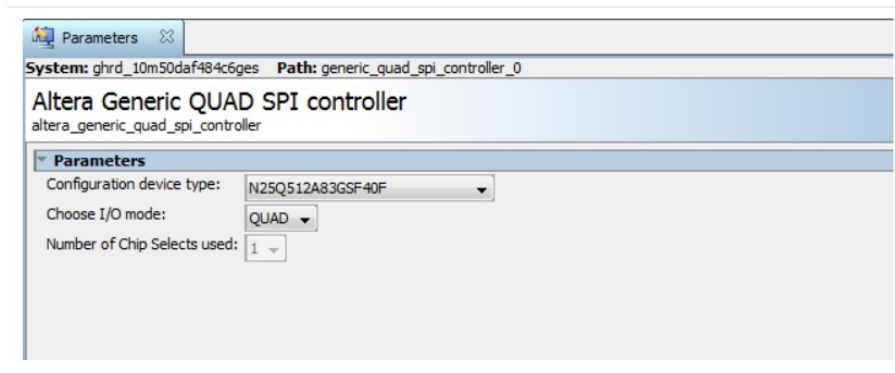 Parameters
System: ghrd_10m50daf484c6ges Path: generic_quad_spi_controller_0
Altera Generic QUAD SPI controller
altera_generic_quad_spi_controller
Parameters
Configuration device type: N25Q512A83GSF40F
Choose I/O mode: QUAD
Number of Chip Selects used: 1